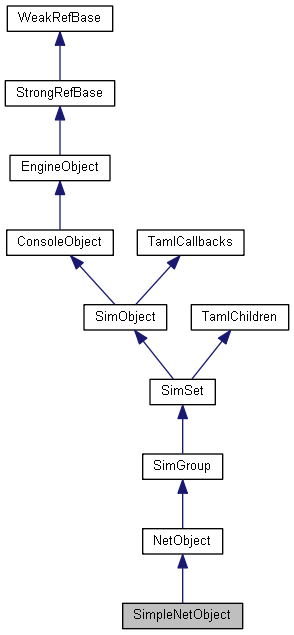 WeakRefBase
StrongRefBase
EngineObject
ConsoleObject
TamlCallbacks
SimObject
TamlChildren
SimSet
SimGroup
NetObject
SimpleNetObject